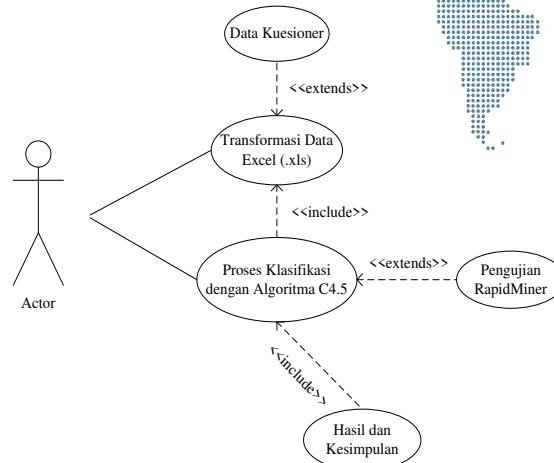 Data Kuesioner
<<extends>>
Transformasi Data
Excel (.xls)
<<include>>
Proses Klasifikasi
dengan Algoritma C4.5
<<extends>>
Pengujian
RapidMiner
Actor
<<include>>
Hasil dan
Kesimpulan